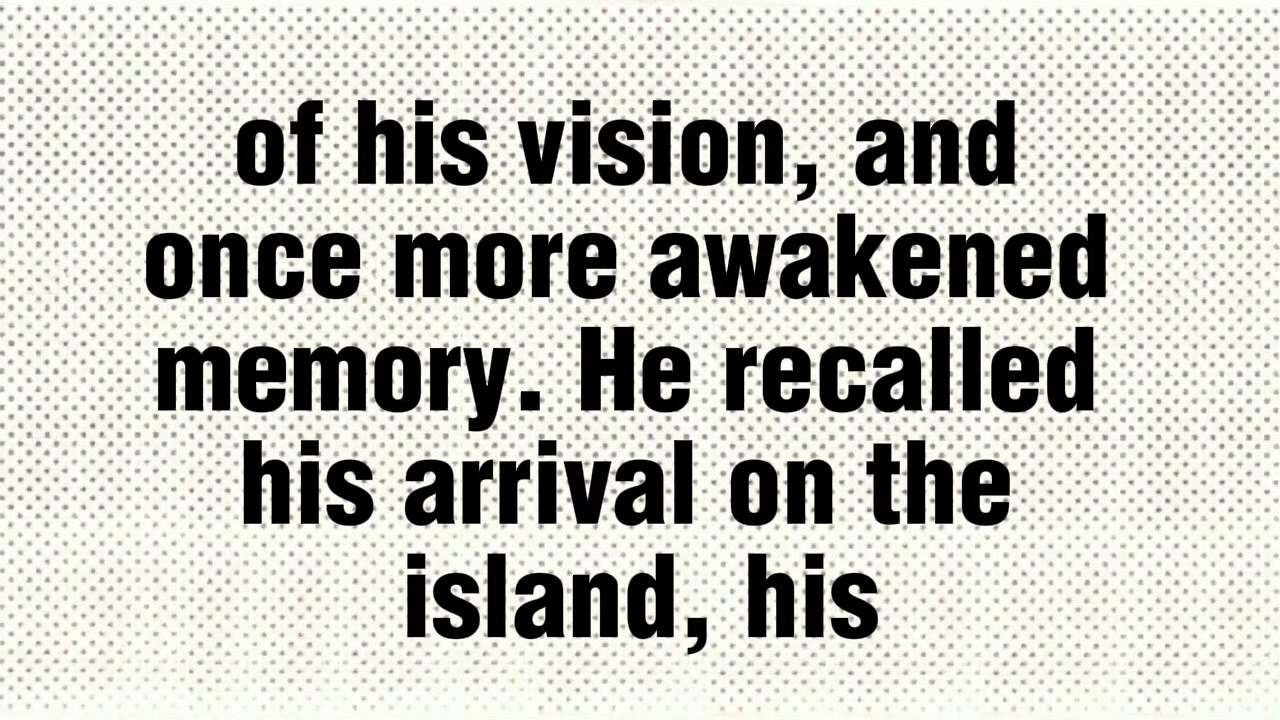 of his vision, and
once more awakened
memory. He recalled
his arrival on the
island, his